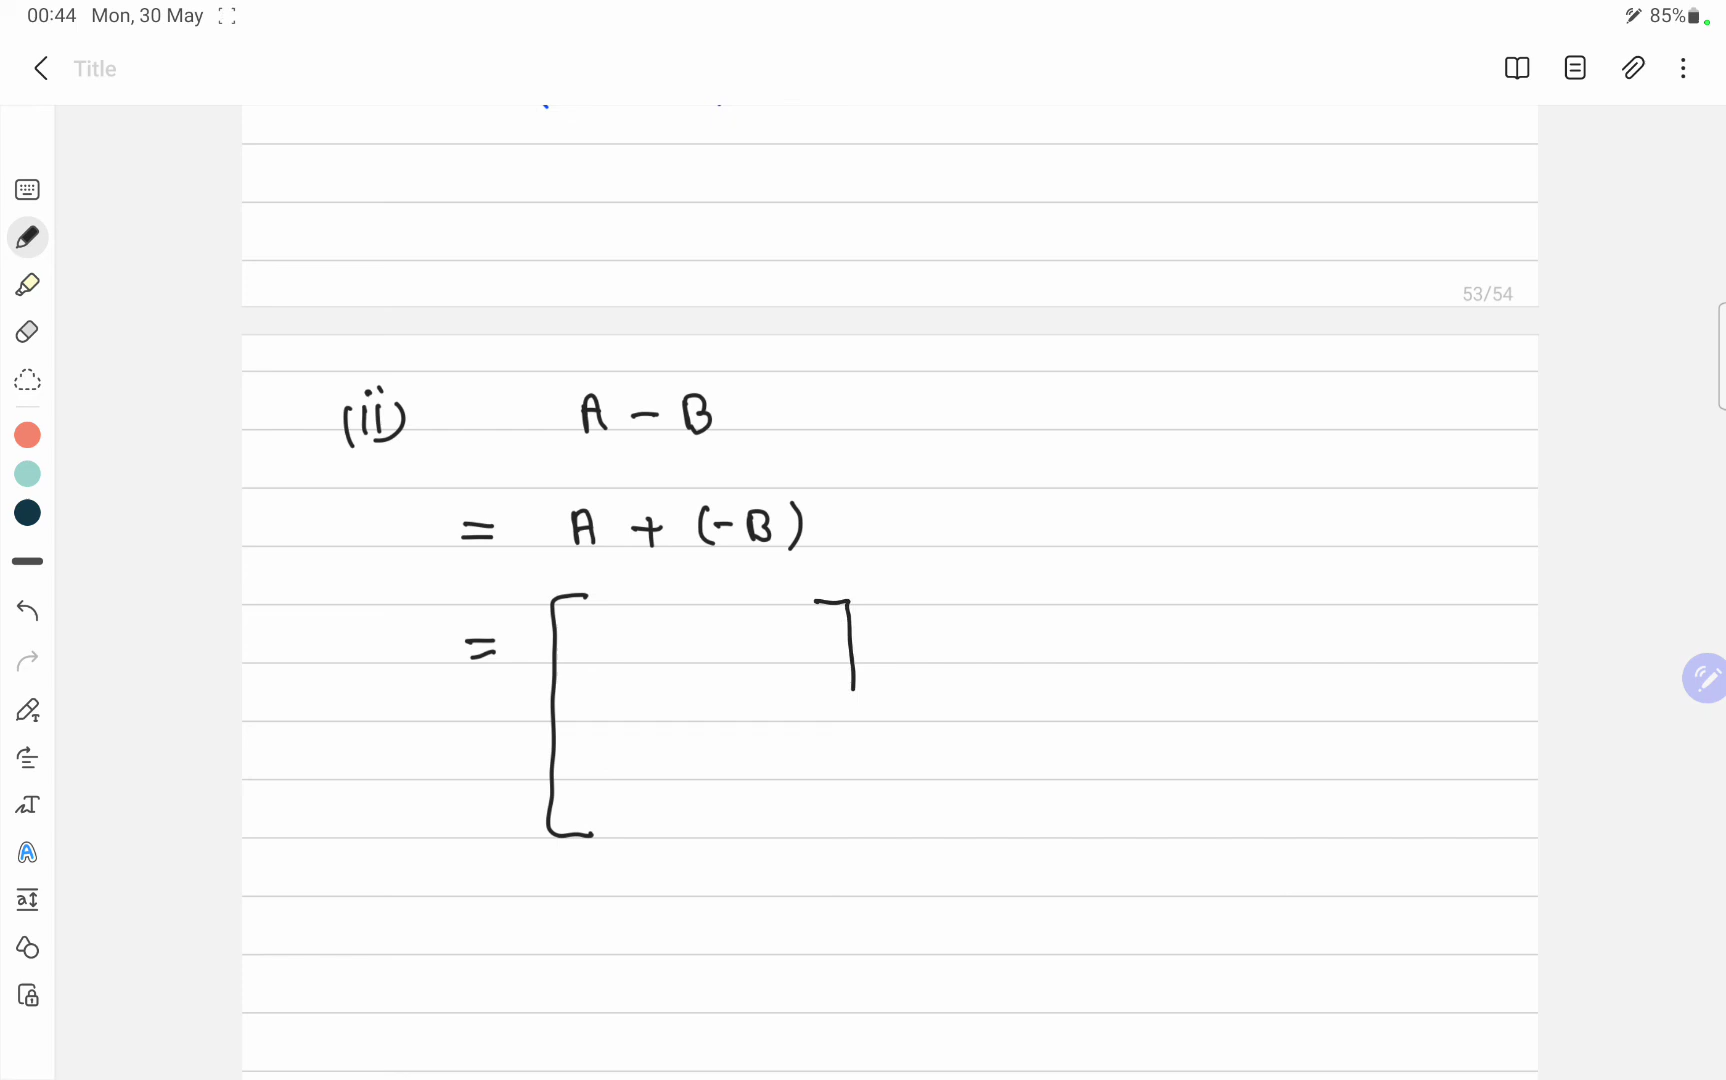 00:44 Mon, 30 May 85%
Title
53/54
(ii) A - B
= A + (-B)
= [ ]